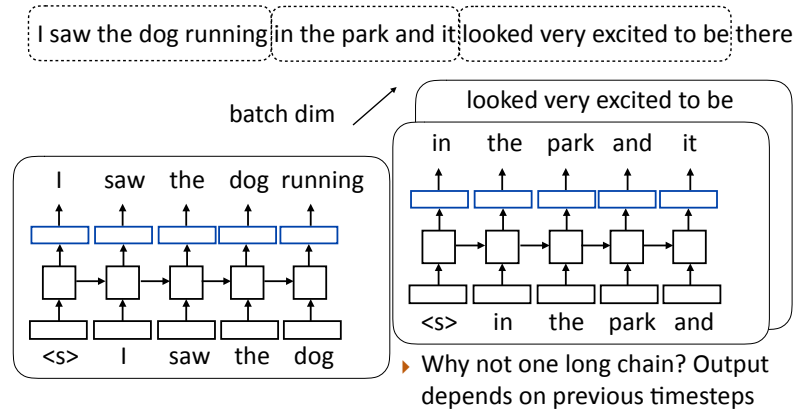 I saw the dog running in the park and it looked very excited to be there
batch dim
looked very excited to be
I saw the dog running
<s> I saw the dog
in the park and it
<s> in the park and
Why not one long chain? Output
depends on previous timesteps